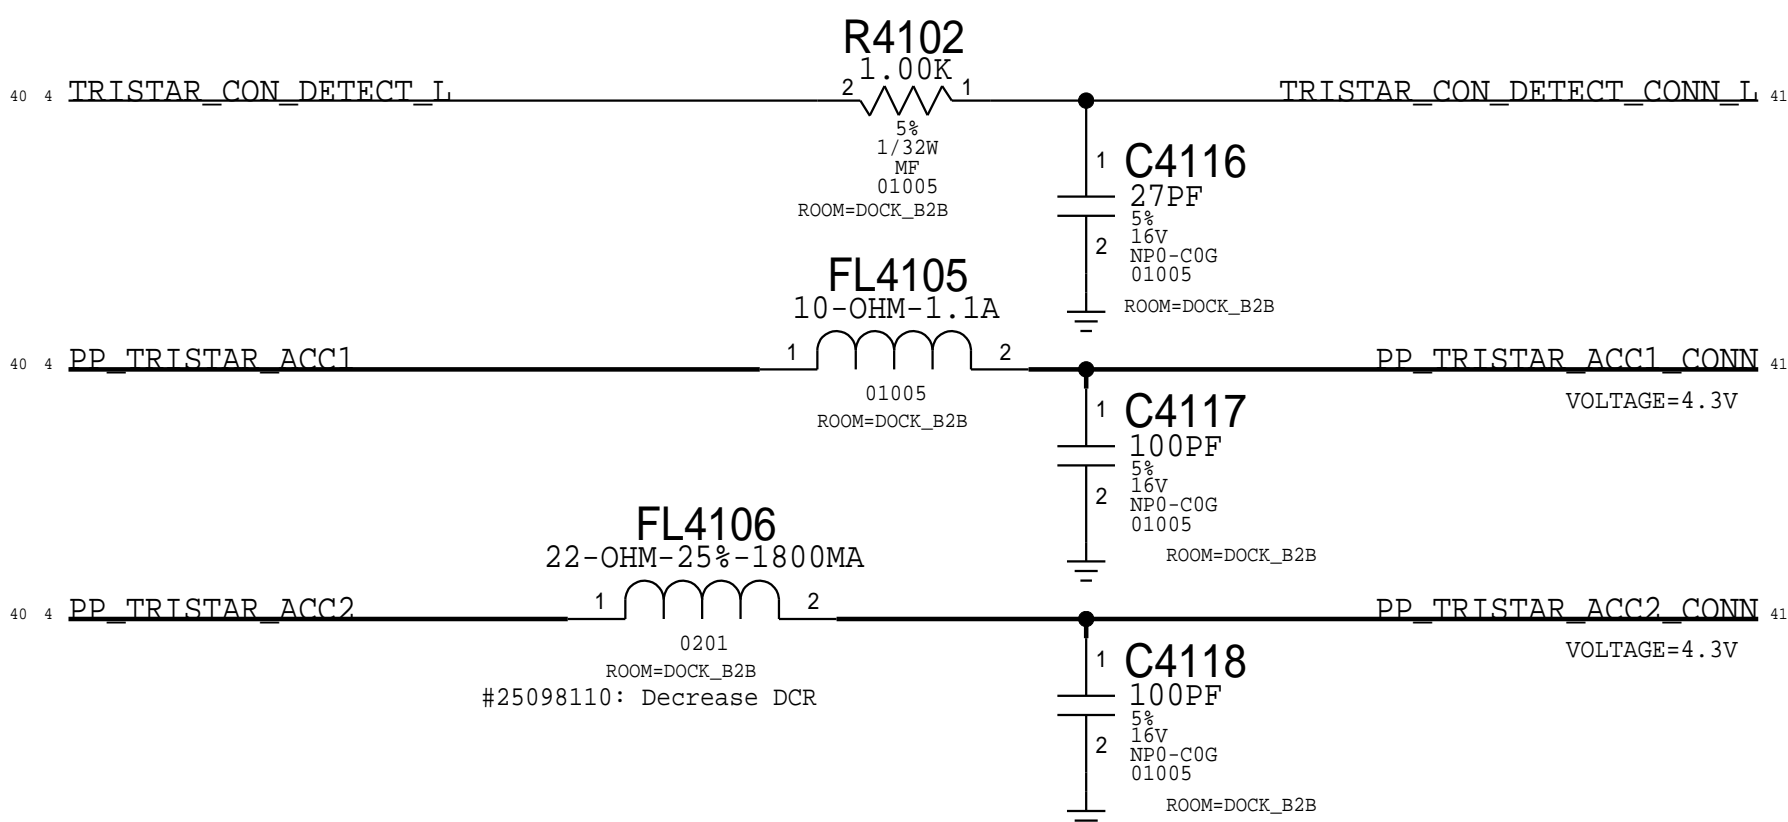 R4102
1.00K
40 4 TRISTAR_CON_DETECT_L 2 1 TRISTAR_CON_DETECT_CONN_L 41
5%
1/32W
MF
01005
ROOM=DOCK_B2B
1 C4116
27PF
5%
16V
2 NP0-C0G
01005
ROOM=DOCK_B2B
FL4105
10-OHM-1.1A
40 4 PP_TRISTAR_ACC1 1 2 PP_TRISTAR_ACC1_CONN 41
VOLTAGE=4.3V
01005
ROOM=DOCK_B2B
1 C4117
100PF
5%
16V
2 NP0-C0G
01005
ROOM=DOCK_B2B
FL4106
22-OHM-25%-1800MA
40 4 PP_TRISTAR_ACC2 1 2 PP_TRISTAR_ACC2_CONN 41
VOLTAGE=4.3V
0201
ROOM=DOCK_B2B
#25098110: Decrease DCR
1 C4118
100PF
5%
16V
2 NP0-C0G
01005
ROOM=DOCK_B2B